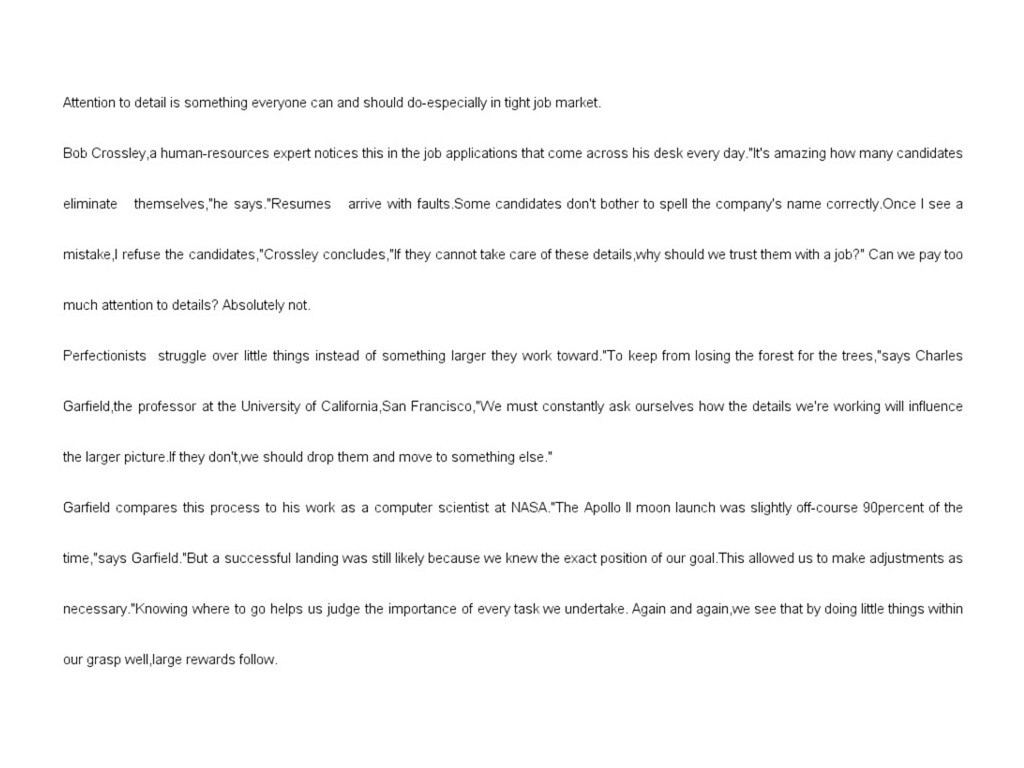 Attention to detail is something everyone can and should do-especially in tight job market.
Bob Crossley,a human-resources expert notices this in the job applications that come across his desk every day."It's amazing how many candidates
eliminate themselves,"he says."Resumes arrive with faults.Some candidates don't bother to spell the company's name correctly.Once I see a
mistake,I refuse the candidates,"Crossley concludes,"If they cannot take care of these details,why should we trust them with a job?" Can we pay too
much attention to details? Absolutely not.
Perfectionists struggle over little things instead of something larger they work toward."To keep from losing the forest for the trees,"says Charles
Garfield,the professor at the University of California,San Francisco,"We must constantly ask ourselves how the details we're working will influence
the larger picture.If they don't,we should drop them and move to something else."
Garfield compares this process to his work as a computer scientist at NASA."The Apollo II moon launch was slightly off-course 90percent of the
time,"says Garfield."But a successful landing was still likely because we knew the exact position of our goal.This allowed us to make adjustments as
necessary."Knowing where to go helps us judge the importance of every task we undertake. Again and again,we see that by doing little things within
our grasp well,large rewards follow.